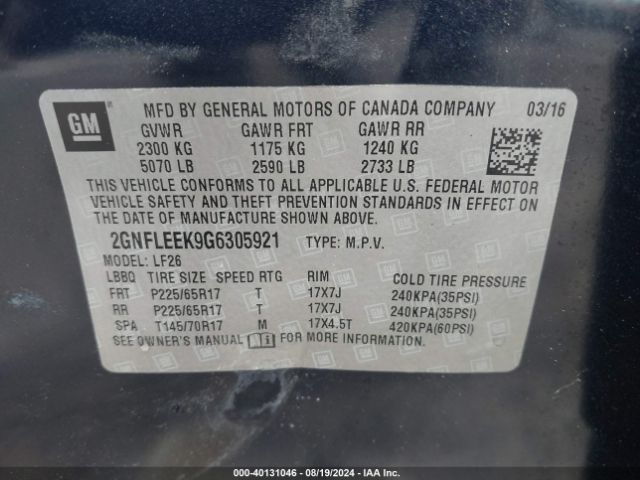 GM
MFD BY GENERAL MOTORS OF CANADA COMPANY 03/16
GVWR GAWR FRT GAWR RR
2300 KG 1175 KG 1240 KG
5070 LB 2590 LB 2733 LB
THIS VEHICLE CONFORMS TO ALL APPLICABLE U.S. FEDERAL MOTOR
VEHICLE SAFETY AND THEFT PREVENTION STANDARDS IN EFFECT ON
THE DATE OF MANUFACTURE SHOWN ABOVE.
2GNFLEEK9G6305921 TYPE: M.P.V.
MODEL: LF26
LBBQ TIRE SIZE SPEED RTG RIM COLD TIRE PRESSURE
FRT P225/65R17 T 17X7J 240KPA(35PSI)
RR P225/65R17 T 17X7J 240KPA(35PSI)
SPA T145/70R17 M 17X4.5T 420KPA(60PSI)
SEE OWNER'S MANUAL FOR MORE INFORMATION.
000-40131046 - 08/19/2024 - IAA Inc.